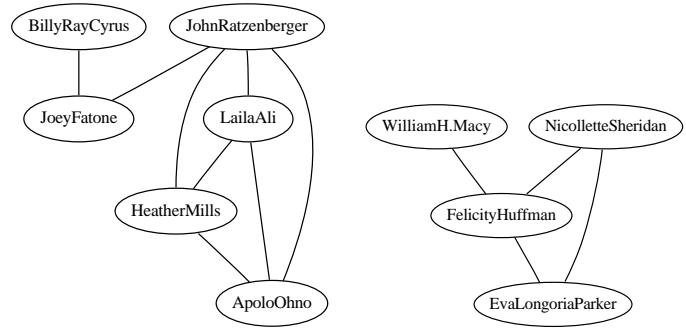 BillyRayCyrus
JohnRatzenberger
JoeyFatone
LailaAli
WilliamH.Macy
NicolletteSheridan
HeatherMills
FelicityHuffman
ApoloOhno
EvaLongoriaParker